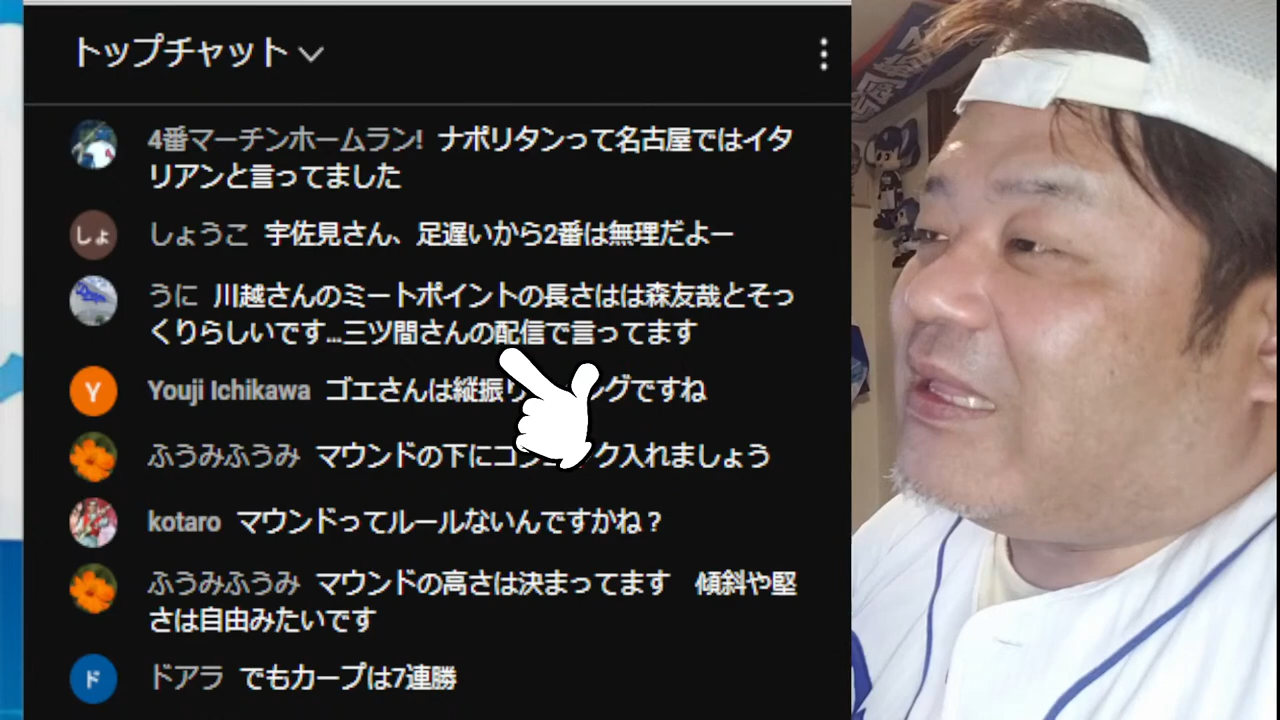 トップチャット
4番マーチンホームラン! ナポリタンって名古屋ではイタ
リアンと言ってました
しょ
しょうこ 宇佐見さん、足遅いから2番は無理だよー
うに 川越さんのミートポイントの長さはは森友哉とそっ
くりらしいです...三ツ間さんの配信で言ってます
Y
Youji Ichikawa ゴエさんは縦振り ングですね
ふうみふうみ マウンドの下にコン ク入れましょう
kotaro マウンドってルールないんですかね？
ふうみふうみ マウンドの高さは決まってます 傾斜や堅
さは自由みたいです
ド
ドアラ でもカープは7連勝